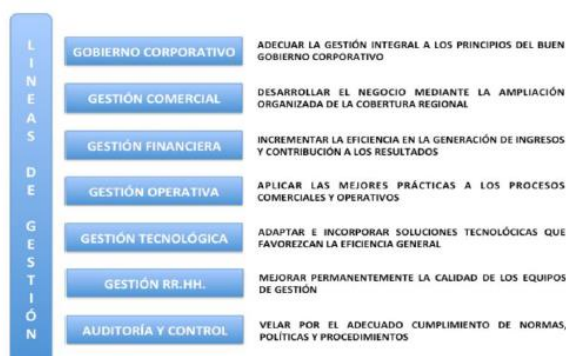 LINEAS DE GESTIÓN
GOBIERNO CORPORATIVO
ADECUAR LA GESTIÓN INTEGRAL A LOS PRINCIPIOS DEL BUEN
GOBIERNO CORPORATIVO
GESTIÓN COMERCIAL
DESARROLLAR EL NEGOCIO MEDIANTE LA AMPLIACIÓN
ORGANIZADA DE LA COBERTURA REGIONAL
GESTIÓN FINANCIERA
INCREMENTAR LA EFICIENCIA EN LA GENERACIÓN DE INGRESOS
Y CONTRIBUCIÓN A LOS RESULTADOS
GESTIÓN OPERATIVA
APLICAR LAS MEJORES PRÁCTICAS A LOS PROCESOS
COMERCIALES Y OPERATIVOS
GESTIÓN TECNOLÓGICA
ADAPTAR E INCORPORAR SOLUCIONES TECNOLÓCICAS QUE
FAVOREZCAN LA EFICIENCIA GENERAL
GESTIÓN RR.HH.
MEJORAR PERMANENTEMENTE LA CALIDAD DE LOS EQUIPOS
DE GESTIÓN
AUDITORÍA Y CONTROL
VELAR POR EL ADECUADO CUMPLIMIENTO DE NORMAS,
POLÍTICAS Y PROCEDIMIENTOS